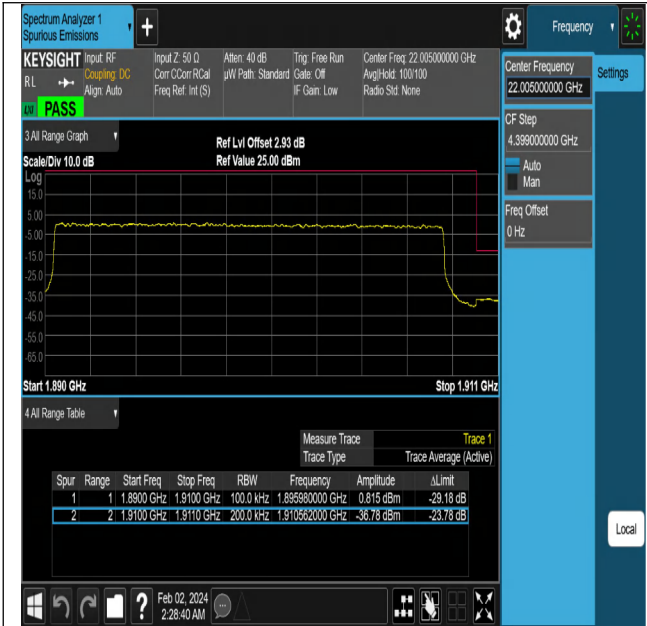 Spectrum Analyzer 1
Spurious Emissions
+
Frequency
KEYSIGHT
RL
Input: RF
Coupling: DC
Align: Auto
Input Z: 50 Ω
Corr CCorr RCal
Freq Ref: Int (S)
Atten: 40 dB
µW Path: Standard
Trig: Free Run
Gate: Off
IF Gain: Low
Center Freq: 22.005000000 GHz
Avg|Hold: 100/100
Radio Std: None
PASS
Center Frequency
22.005000000 GHz
Settings
CF Step
4.399000000 GHz
Auto
Man
Freq Offset
0 Hz
3 All Range Graph
Scale/Div 10.0 dB
Ref Lvl Offset 2.93 dB
Ref Value 25.00 dBm
Log
15.0
5.00
-5.00
-15.0
-25.0
-35.0
-45.0
-55.0
-65.0
Start 1.890 GHz
Stop 1.911 GHz
4 All Range Table
Measure Trace Trace 1
Trace Type Trace Average (Active)
Spur Range Start Freq Stop Freq RBW Frequency Amplitude ΔLimit
1 1 1.8900 GHz 1.9100 GHz 100.0 kHz 1.895980000 GHz 0.815 dBm -29.18 dB
2 2 1.9100 GHz 1.9110 GHz 200.0 kHz 1.910562000 GHz -36.78 dBm -23.78 dB
Local
?
Feb 02, 2024
2:28:40 AM